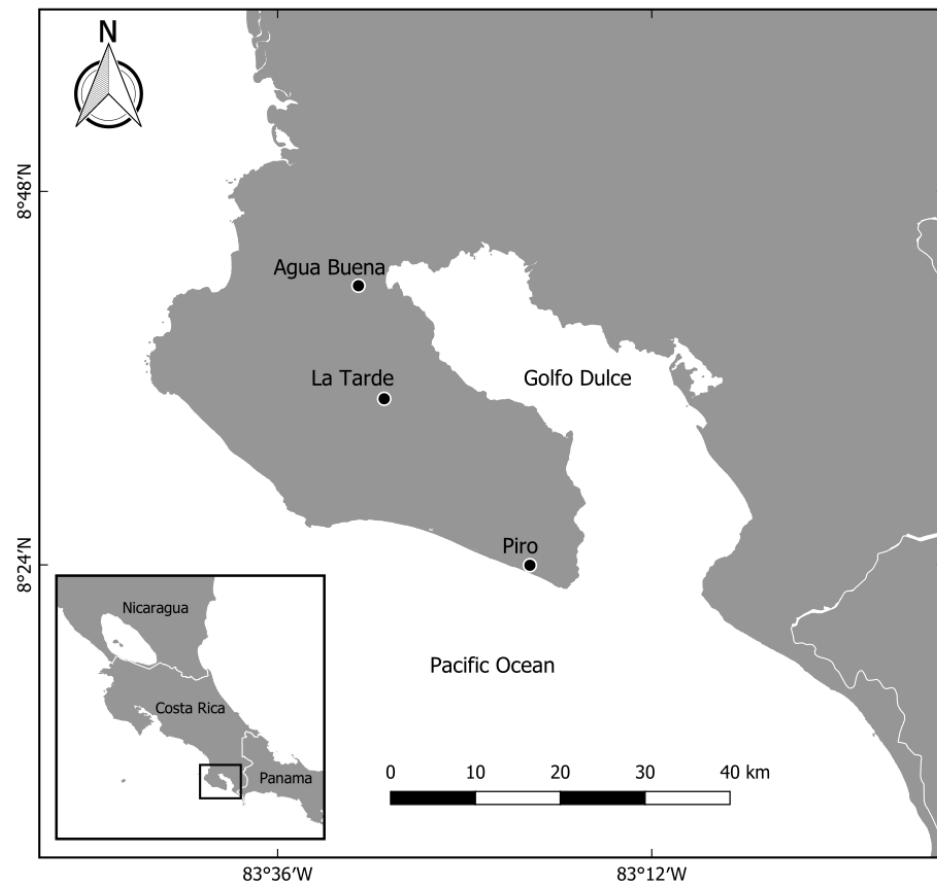 N
8°48′N
Agua Buena
La Tarde
Golfo Dulce
Piro
8°24′N
Nicaragua
Pacific Ocean
Costa Rica
Panama
0 10 20 30 40 km
83°36′W 83°12′W